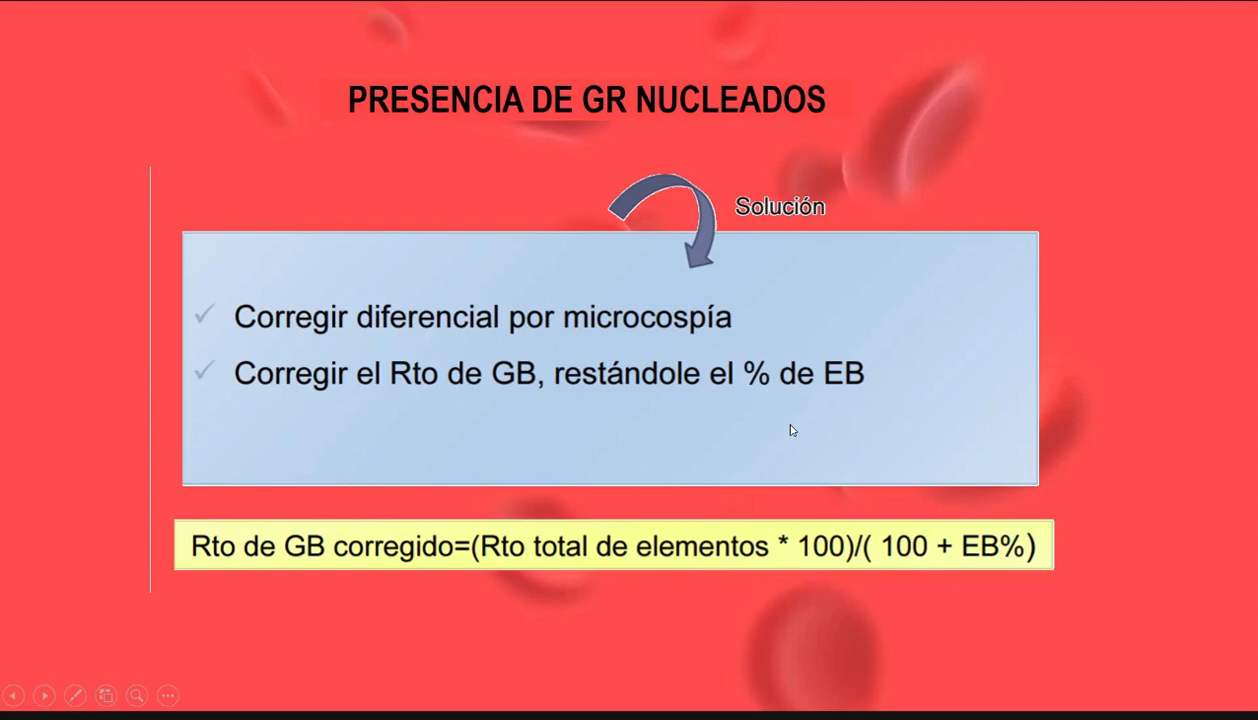 PRESENCIA DE GR NUCLEADOS
Solución
Corregir diferencial por microcospía
Corregir el Rto de GB, restándole el % de EB
Rto de GB corregido=(Rto total de elementos * 100)/( 100 + EB%)